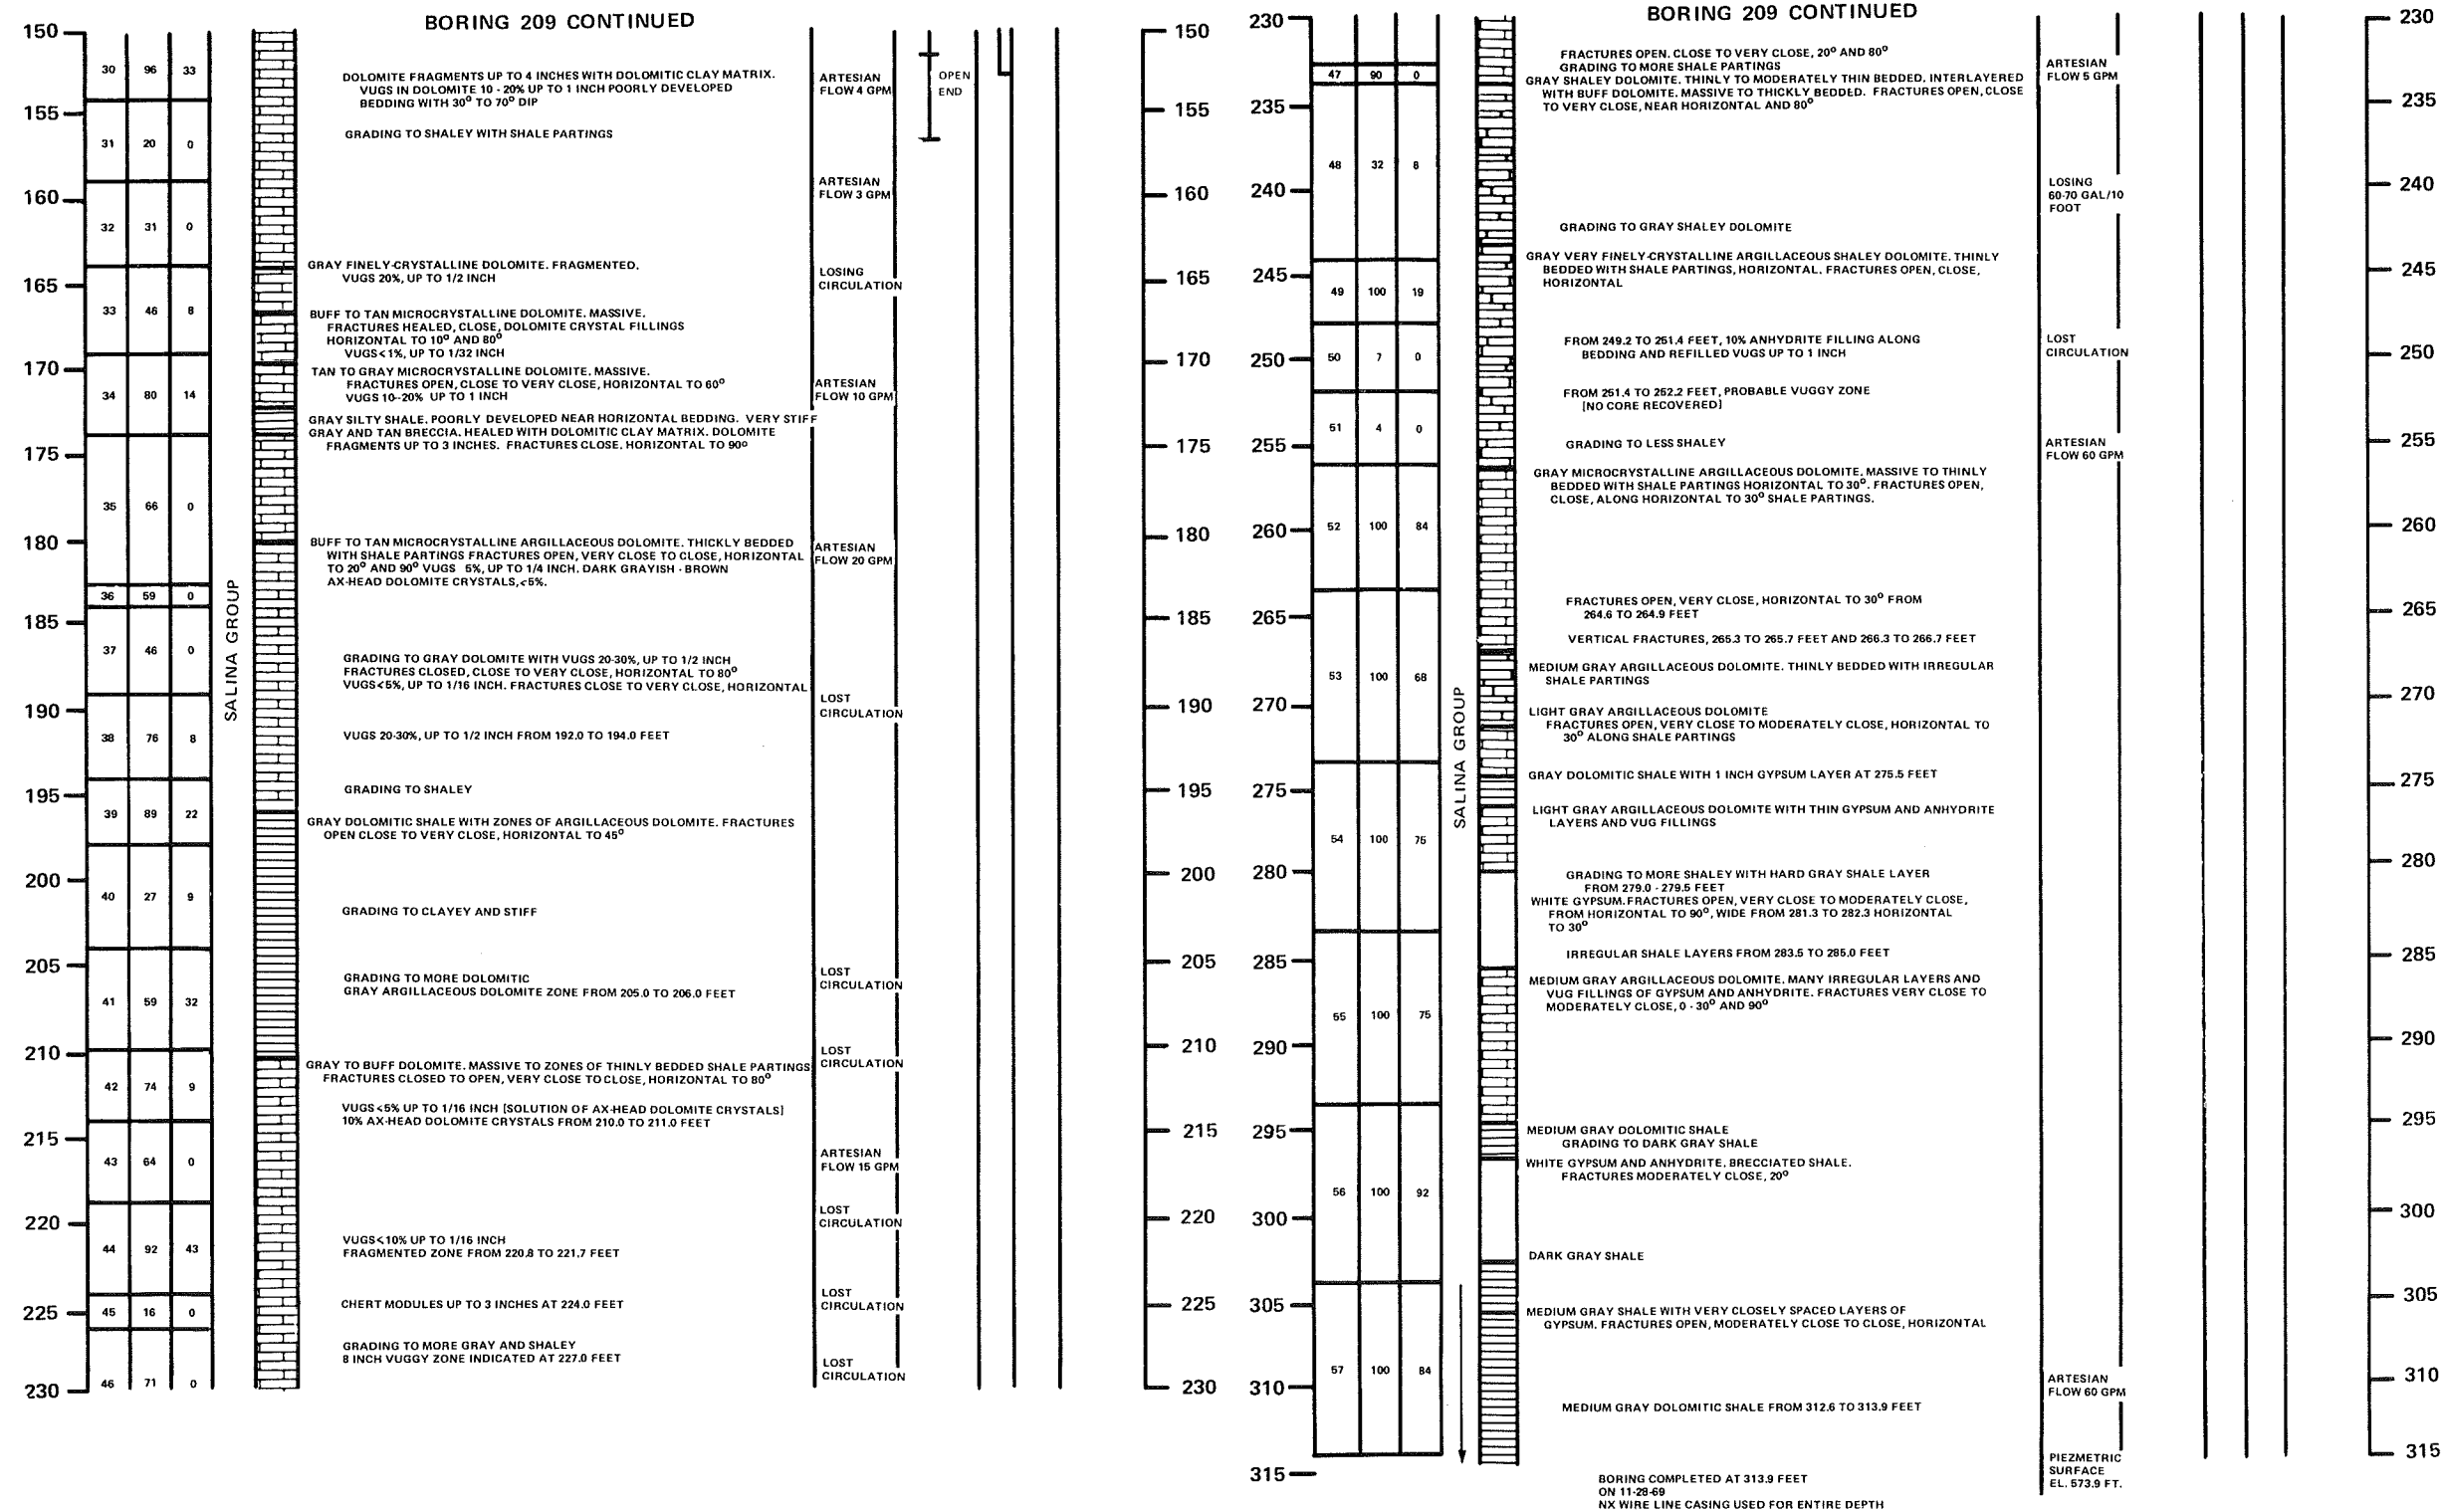 BORING 209 CONTINUED
150
155
160
165
170
175
180
185
190
195
200
205
210
215
220
225
230
30 96 33
31 20 0
32 31 0
33 46 8
34 80 14
35 66 0
36 59 0
37 46 0
38 76 8
39 89 22
40 27 9
41 59 32
42 74 9
43 64 0
44 92 43
45 16 0
46 71 0
SALINA GROUP
DOLOMITE FRAGMENTS UP TO 4 INCHES WITH DOLOMITIC CLAY MATRIX.
VUGS IN DOLOMITE 10 - 20% UP TO 1 INCH POORLY DEVELOPED
BEDDING WITH 30° TO 70° DIP
GRADING TO SHALEY WITH SHALE PARTINGS
GRAY FINELY-CRYSTALLINE DOLOMITE. FRAGMENTED.
VUGS 20%, UP TO 1/2 INCH
BUFF TO TAN MICROCRYSTALLINE DOLOMITE. MASSIVE.
FRACTURES HEALED, CLOSE, DOLOMITE CRYSTAL FILLINGS
HORIZONTAL TO 10° AND 80°
VUGS<1%, UP TO 1/32 INCH
TAN TO GRAY MICROCRYSTALLINE DOLOMITE. MASSIVE.
FRACTURES OPEN, CLOSE TO VERY CLOSE, HORIZONTAL TO 60°
VUGS 10--20% UP TO 1 INCH
GRAY SILTY SHALE. POORLY DEVELOPED NEAR HORIZONTAL BEDDING. VERY STIFF
GRAY AND TAN BRECCIA. HEALED WITH DOLOMITIC CLAY MATRIX. DOLOMITE
FRAGMENTS UP TO 3 INCHES. FRACTURES CLOSE. HORIZONTAL TO 90°
BUFF TO TAN MICROCRYSTALLINE ARGILLACEOUS DOLOMITE. THICKLY BEDDED
WITH SHALE PARTINGS FRACTURES OPEN, VERY CLOSE TO CLOSE, HORIZONTAL
TO 20° AND 90° VUGS 5%, UP TO 1/4 INCH. DARK GRAYISH - BROWN
AX-HEAD DOLOMITE CRYSTALS,<5%.
GRADING TO GRAY DOLOMITE WITH VUGS 20-30%, UP TO 1/2 INCH
FRACTURES CLOSED, CLOSE TO VERY CLOSE, HORIZONTAL TO 80°
VUGS<5%, UP TO 1/16 INCH. FRACTURES CLOSE TO VERY CLOSE, HORIZONTAL
VUGS 20-30%, UP TO 1/2 INCH FROM 192.0 TO 194.0 FEET
GRADING TO SHALEY
GRAY DOLOMITIC SHALE WITH ZONES OF ARGILLACEOUS DOLOMITE. FRACTURES
OPEN CLOSE TO VERY CLOSE, HORIZONTAL TO 45°
GRADING TO CLAYEY AND STIFF
GRADING TO MORE DOLOMITIC
GRAY ARGILLACEOUS DOLOMITE ZONE FROM 205.0 TO 206.0 FEET
GRAY TO BUFF DOLOMITE. MASSIVE TO ZONES OF THINLY BEDDED SHALE PARTINGS
FRACTURES CLOSED TO OPEN, VERY CLOSE TO CLOSE, HORIZONTAL TO 80°
VUGS<5% UP TO 1/16 INCH [SOLUTION OF AX-HEAD DOLOMITE CRYSTALS]
10% AX-HEAD DOLOMITE CRYSTALS FROM 210.0 TO 211.0 FEET
VUGS<10% UP TO 1/16 INCH
FRAGMENTED ZONE FROM 220.8 TO 221.7 FEET
CHERT MODULES UP TO 3 INCHES AT 224.0 FEET
GRADING TO MORE GRAY AND SHALEY
8 INCH VUGGY ZONE INDICATED AT 227.0 FEET
ARTESIAN
FLOW 4 GPM
ARTESIAN
FLOW 3 GPM
LOSING
CIRCULATION
ARTESIAN
FLOW 10 GPM
ARTESIAN
FLOW 20 GPM
LOST
CIRCULATION
LOST
CIRCULATION
LOST
CIRCULATION
ARTESIAN
FLOW 15 GPM
LOST
CIRCULATION
LOST
CIRCULATION
LOST
CIRCULATION
OPEN
END
150
155
160
165
170
175
180
185
190
195
200
205
210
215
220
225
230
BORING 209 CONTINUED
230
235
240
245
250
255
260
265
270
275
280
285
290
295
300
305
310
315
47 90 0
48 32 8
49 100 19
50 7 0
51 4 0
52 100 84
53 100 68
54 100 75
55 100 75
56 100 92
57 100 84
SALINA GROUP
FRACTURES OPEN. CLOSE TO VERY CLOSE, 20° AND 80°
GRADING TO MORE SHALE PARTINGS
GRAY SHALEY DOLOMITE. THINLY TO MODERATELY THIN BEDDED. INTERLAYERED
WITH BUFF DOLOMITE. MASSIVE TO THICKLY BEDDED. FRACTURES OPEN, CLOSE
TO VERY CLOSE, NEAR HORIZONTAL AND 80°
GRADING TO GRAY SHALEY DOLOMITE
GRAY VERY FINELY-CRYSTALLINE ARGILLACEOUS SHALEY DOLOMITE. THINLY
BEDDED WITH SHALE PARTINGS, HORIZONTAL. FRACTURES OPEN, CLOSE,
HORIZONTAL
FROM 249.2 TO 251.4 FEET, 10% ANHYDRITE FILLING ALONG
BEDDING AND REFILLED VUGS UP TO 1 INCH
FROM 251.4 TO 252.2 FEET, PROBABLE VUGGY ZONE
[NO CORE RECOVERED]
GRADING TO LESS SHALEY
GRAY MICROCRYSTALLINE ARGILLACEOUS DOLOMITE. MASSIVE TO THINLY
BEDDED WITH SHALE PARTINGS HORIZONTAL TO 30°. FRACTURES OPEN,
CLOSE, ALONG HORIZONTAL TO 30° SHALE PARTINGS.
FRACTURES OPEN, VERY CLOSE, HORIZONTAL TO 30° FROM
264.6 TO 264.9 FEET
VERTICAL FRACTURES, 265.3 TO 265.7 FEET AND 266.3 TO 266.7 FEET
MEDIUM GRAY ARGILLACEOUS DOLOMITE. THINLY BEDDED WITH IRREGULAR
SHALE PARTINGS
LIGHT GRAY ARGILLACEOUS DOLOMITE
FRACTURES OPEN, VERY CLOSE TO MODERATELY CLOSE, HORIZONTAL TO
30° ALONG SHALE PARTINGS
GRAY DOLOMITIC SHALE WITH 1 INCH GYPSUM LAYER AT 275.5 FEET
LIGHT GRAY ARGILLACEOUS DOLOMITE WITH THIN GYPSUM AND ANHYDRITE
LAYERS AND VUG FILLINGS
GRADING TO MORE SHALEY WITH HARD GRAY SHALE LAYER
FROM 279.0 - 279.5 FEET
WHITE GYPSUM. FRACTURES OPEN, VERY CLOSE TO MODERATELY CLOSE,
FROM HORIZONTAL TO 90°, WIDE FROM 281.3 TO 282.3 HORIZONTAL
TO 30°
IRREGULAR SHALE LAYERS FROM 283.5 TO 285.0 FEET
MEDIUM GRAY ARGILLACEOUS DOLOMITE. MANY IRREGULAR LAYERS AND
VUG FILLINGS OF GYPSUM AND ANHYDRITE. FRACTURES VERY CLOSE TO
MODERATELY CLOSE, 0 - 30° AND 90°
MEDIUM GRAY DOLOMITIC SHALE
GRADING TO DARK GRAY SHALE
WHITE GYPSUM AND ANHYDRITE, BRECCIATED SHALE.
FRACTURES MODERATELY CLOSE, 20°
DARK GRAY SHALE
MEDIUM GRAY SHALE WITH VERY CLOSELY SPACED LAYERS OF
GYPSUM. FRACTURES OPEN, MODERATELY CLOSE TO CLOSE, HORIZONTAL
MEDIUM GRAY DOLOMITIC SHALE FROM 312.6 TO 313.9 FEET
BORING COMPLETED AT 313.9 FEET
ON 11-28-69
NX WIRE LINE CASING USED FOR ENTIRE DEPTH
ARTESIAN
FLOW 5 GPM
LOSING
60-70 GAL/10
FOOT
LOST
CIRCULATION
ARTESIAN
FLOW 60 GPM
ARTESIAN
FLOW 60 GPM
PIEZMETRIC
SURFACE
EL. 573.9 FT.
230
235
240
245
250
255
260
265
270
275
280
285
290
295
300
305
310
315